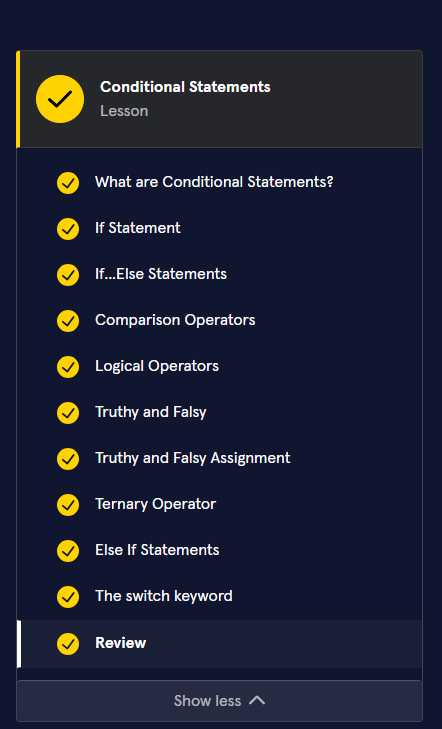 Conditional Statements
Lesson
What are Conditional Statements?
If Statement
If...Else Statements
Comparison Operators
Logical Operators
Truthy and Falsy
Truthy and Falsy Assignment
Ternary Operator
Else If Statements
The switch keyword
Review
Show less